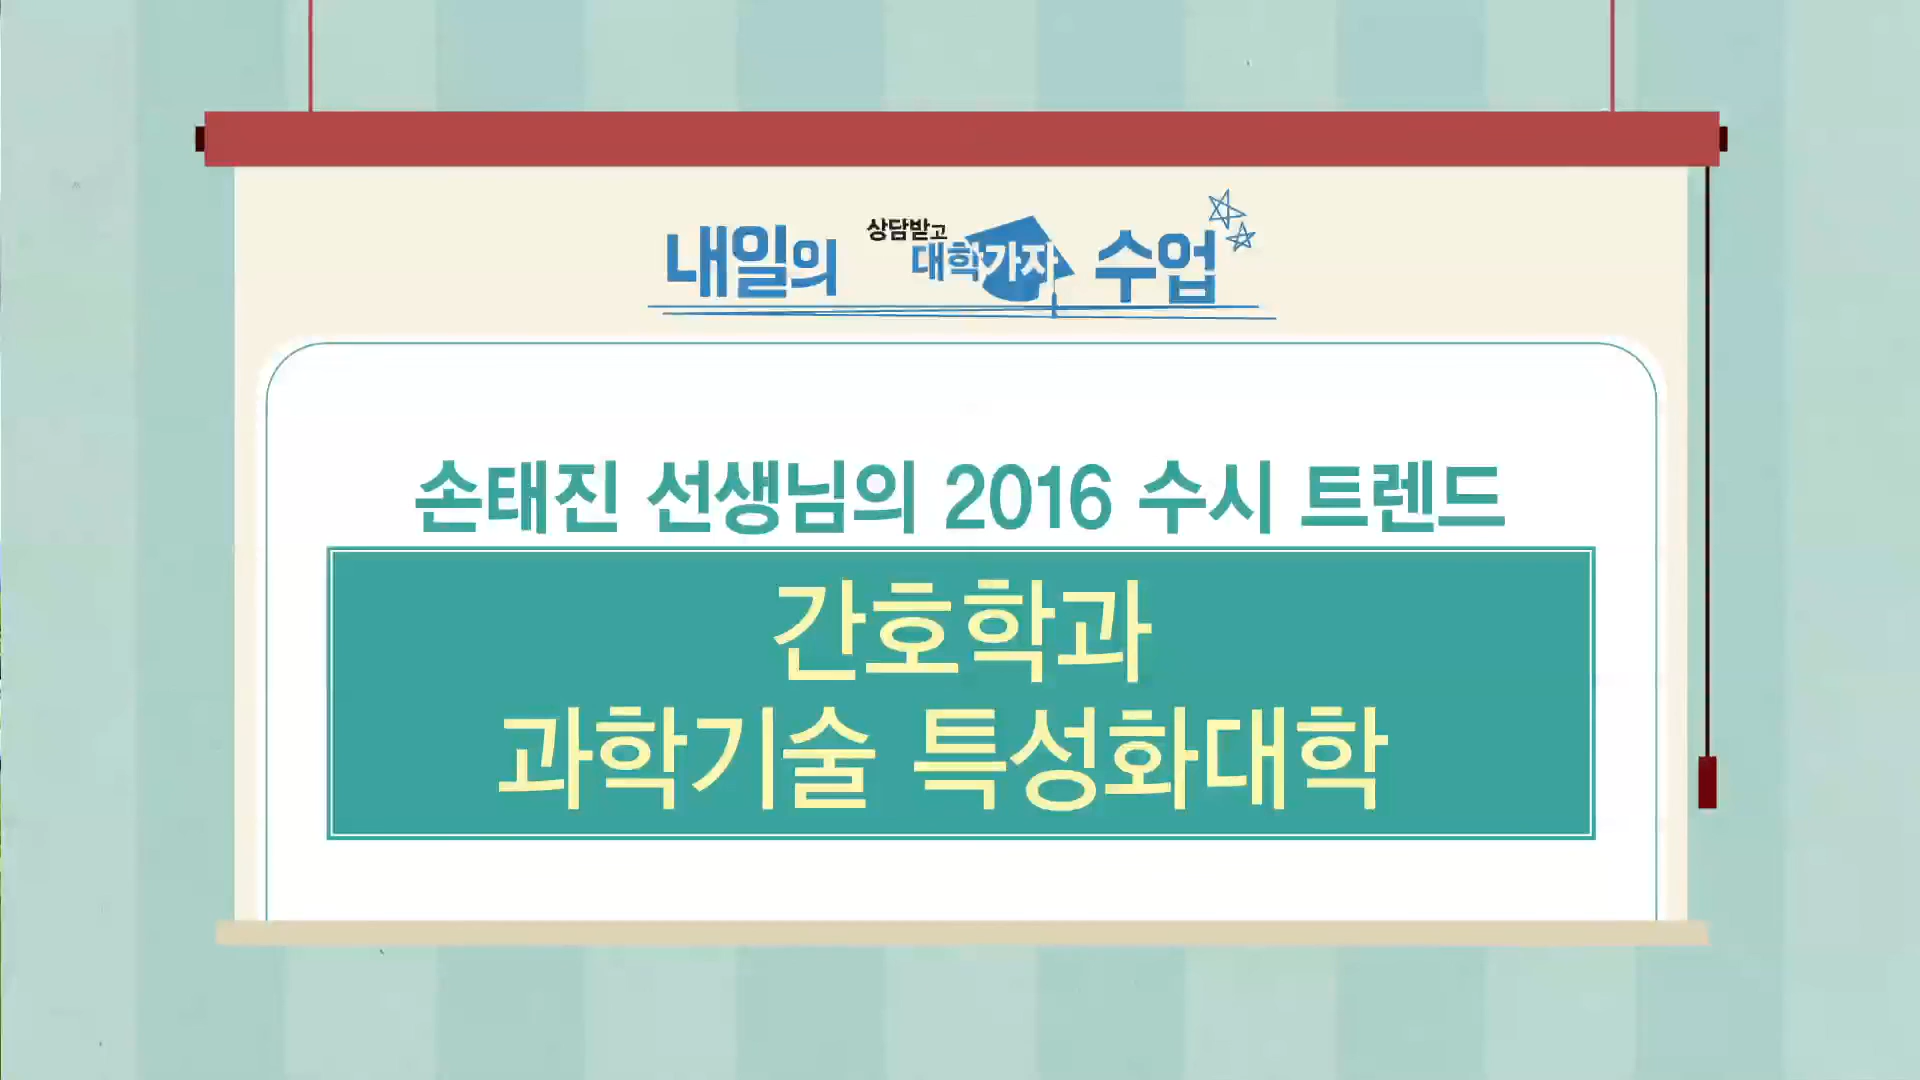 내일의 상담받고 대학가자 수업
손태진 선생님의 2016 수시 트렌드
간호학과
과학기술 특성화대학